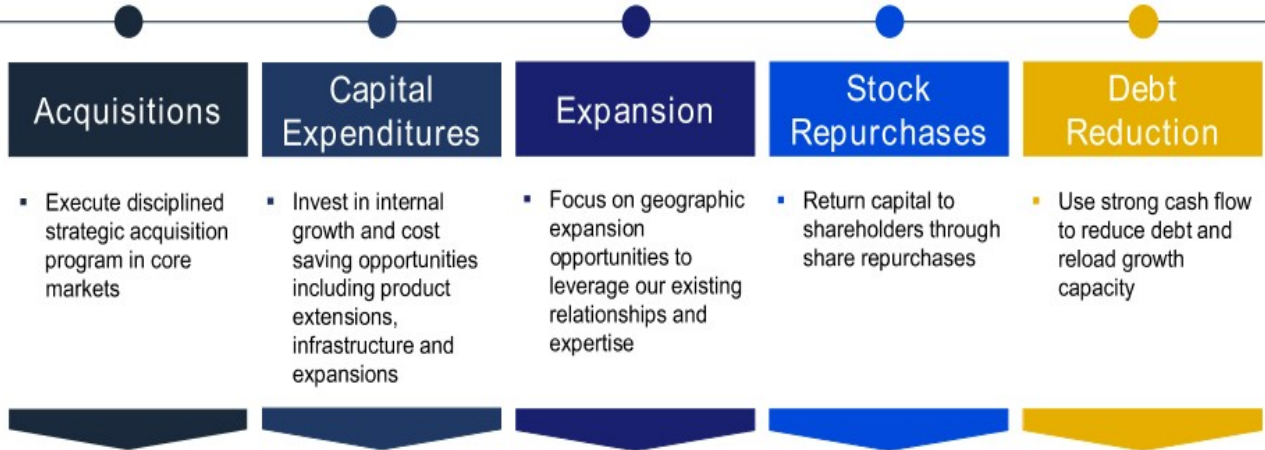 Acquisitions
Execute disciplined
strategic acquisition
program in core
markets
Capital
Expenditures
Invest in internal
growth and cost
saving opportunities
including product
extensions,
infrastructure and
expansions
Expansion
Focus on geographic
expansion
opportunities to
leverage our existing
relationships and
expertise
Stock
Repurchases
Return capital to
shareholders through
share repurchases
Debt
Reduction
Use strong cash flow
to reduce debt and
reload growth
capacity